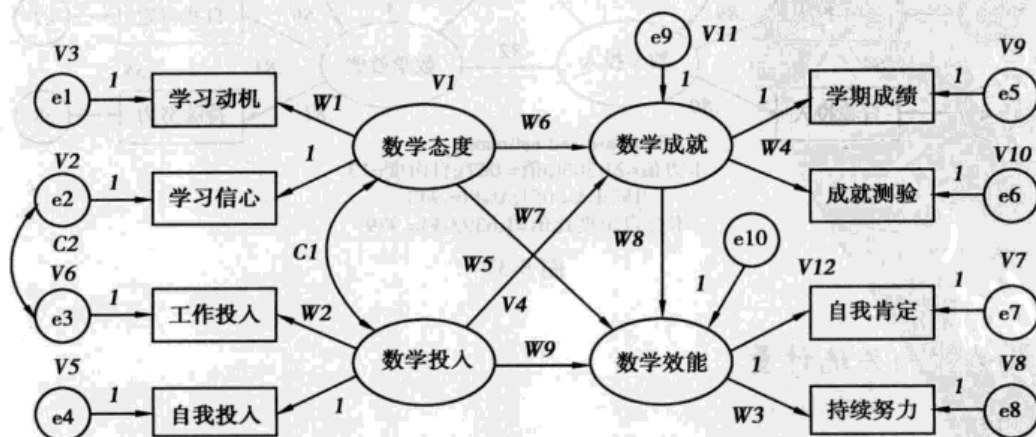 V3
V1
e9
V11
V9
e1
1
学习动机
W1
数学态度
W6
1
数学成就
1
学期成绩
1
e5
V2
1
W4
V10
e2
1
学习信心
成就测验
1
e6
W7
C2
C1
W8
e10
V6
W5
V12
V7
e3
1
工作投入
W2
V4
1
自我肯定
1
e7
V5
数学投入
W9
数学效能
V8
e4
1
自我投入
1
1
W3
持续努力
1
e8